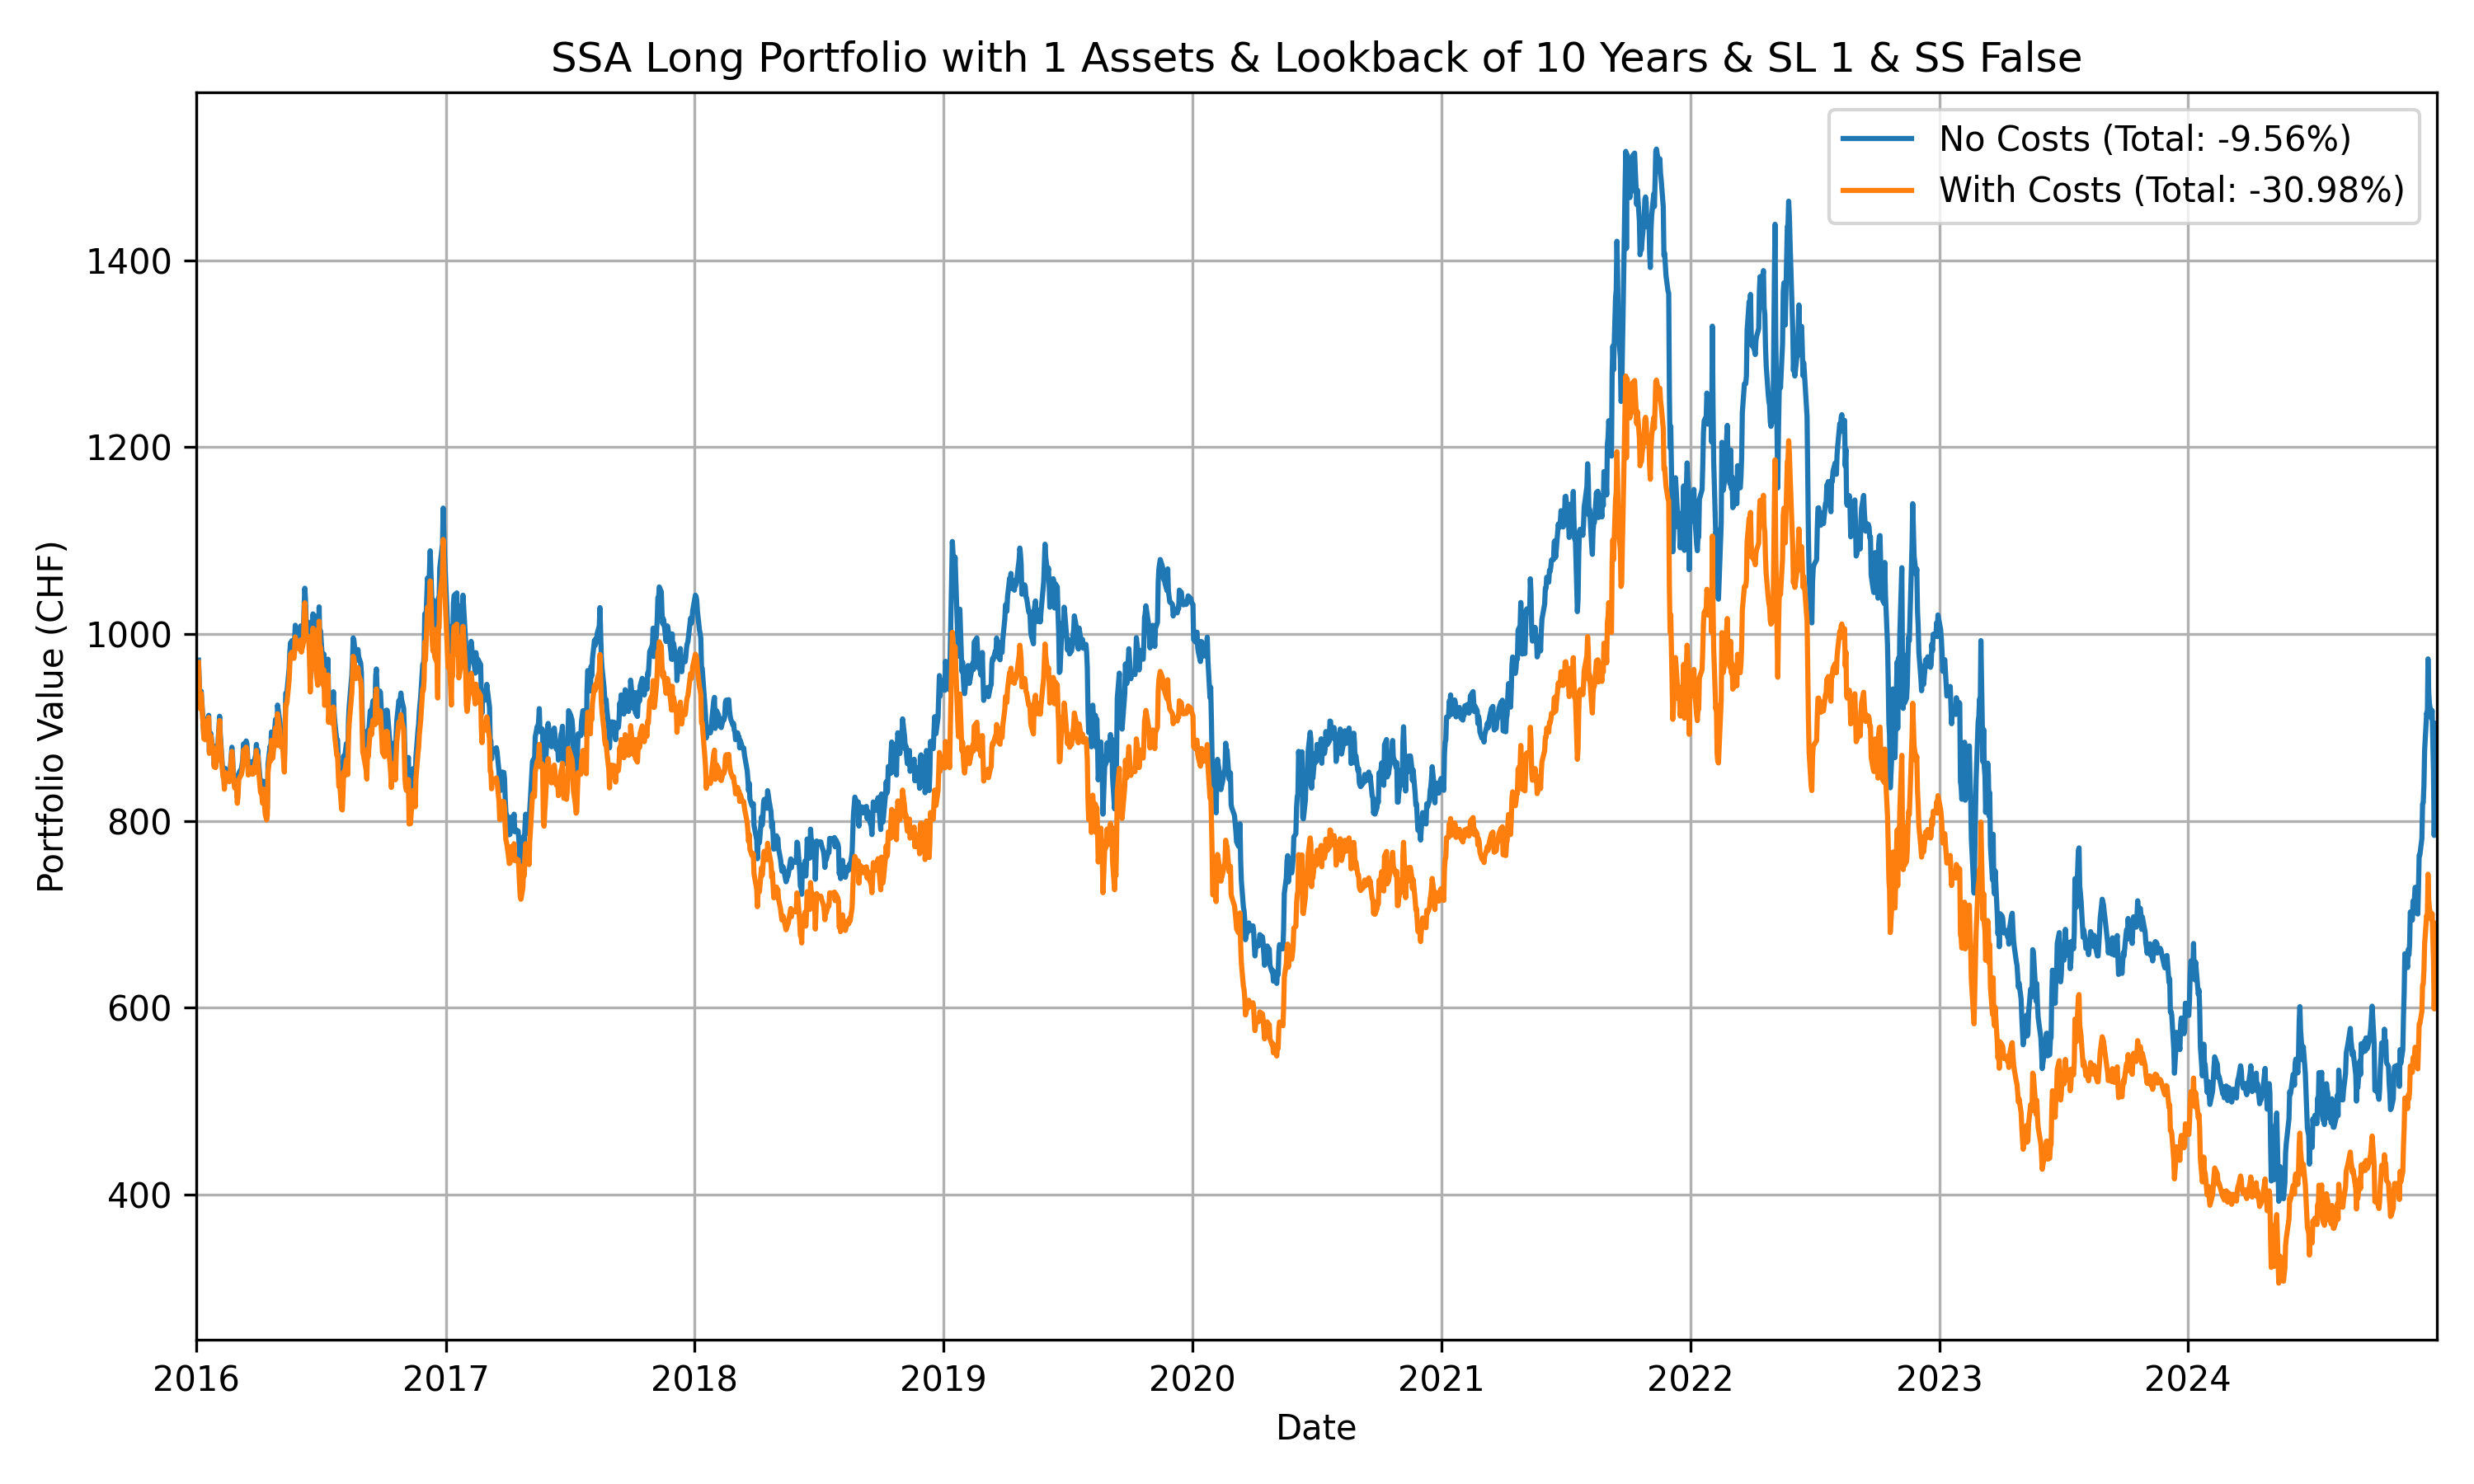 SSA Long Portfolio with 1 Assets & Lookback of 10 Years & SL 1 & SS False
No Costs (Total: -9.56%)
With Costs (Total: -30.98%)
Portfolio Value (CHF)
1400
1200
1000
800
600
400
2016 2017 2018 2019 2020 2021 2022 2023 2024
Date